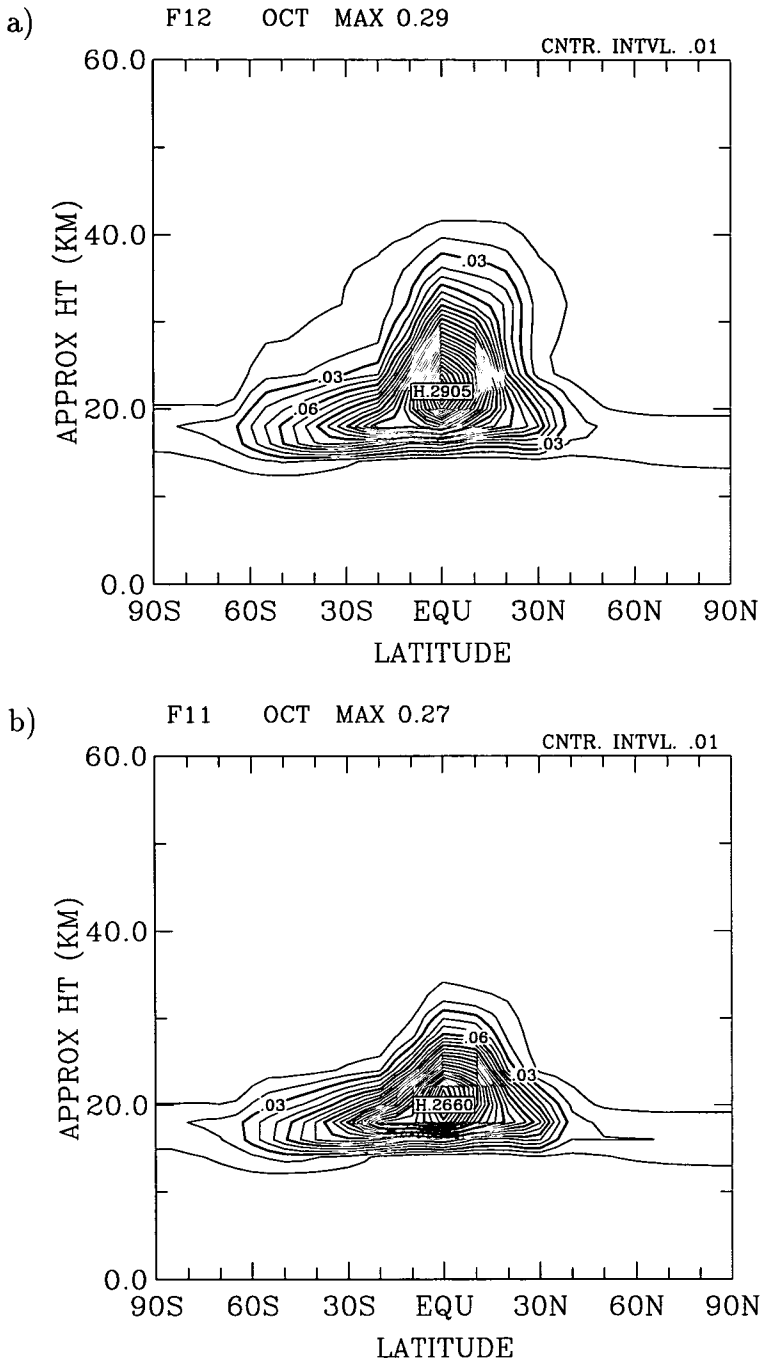 a)
F12 OCT MAX 0.29
CNTR. INTVL. .01
60.0
40.0
20.0
0.0
APPROX HT (KM)
.03
.03
.06
H.2905
.03
90S 60S 30S EQU 30N 60N 90N
LATITUDE
b)
F11 OCT MAX 0.27
CNTR. INTVL. .01
60.0
40.0
20.0
0.0
APPROX HT (KM)
.06
.03
.03
H.2660
90S 60S 30S EQU 30N 60N 90N
LATITUDE